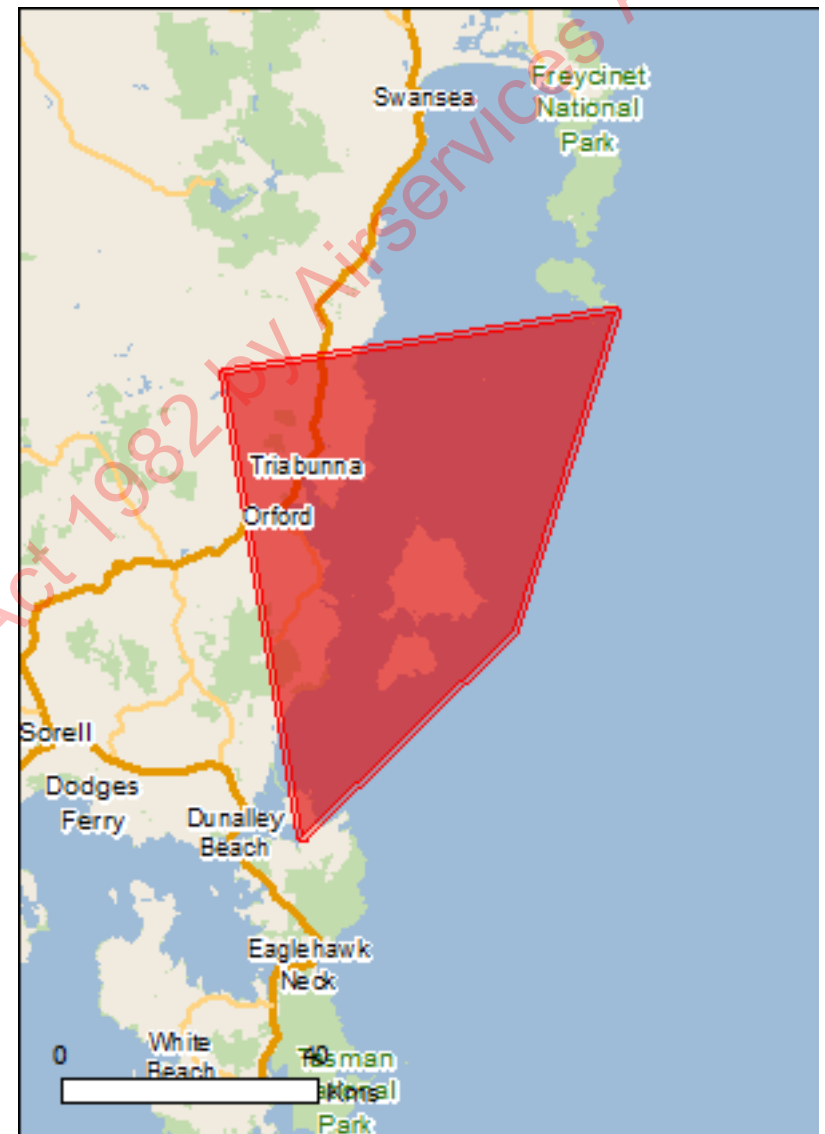 Freycinet
National
Park
Swansea
Act 1982 by Airservices A
Triabunna
Orford
Sorell
Dodges
Ferry
Dunalley
Beach
Eaglehawk
Neck
White
Beach
0
40
Kms
Tasman
National
Park